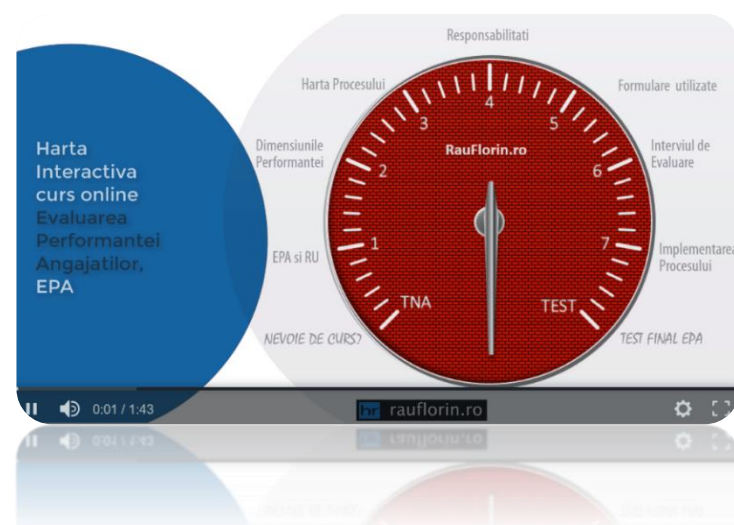 Harta
Interactiva
curs online
Evaluarea
Performantei
Angajatilor,
EPA
Responsabilitati
Harta Procesului
Formulare utilizate
Dimensiunile
Performantei
Interviul de
Evaluare
EPA si RU
Implementarea
Procesului
NEVOIE DE CURS?
TEST FINAL EPA
RauFlorin.ro
1
2
3
4
5
6
7
TNA
TEST
0:01 / 1:43
hr rauflorin.ro